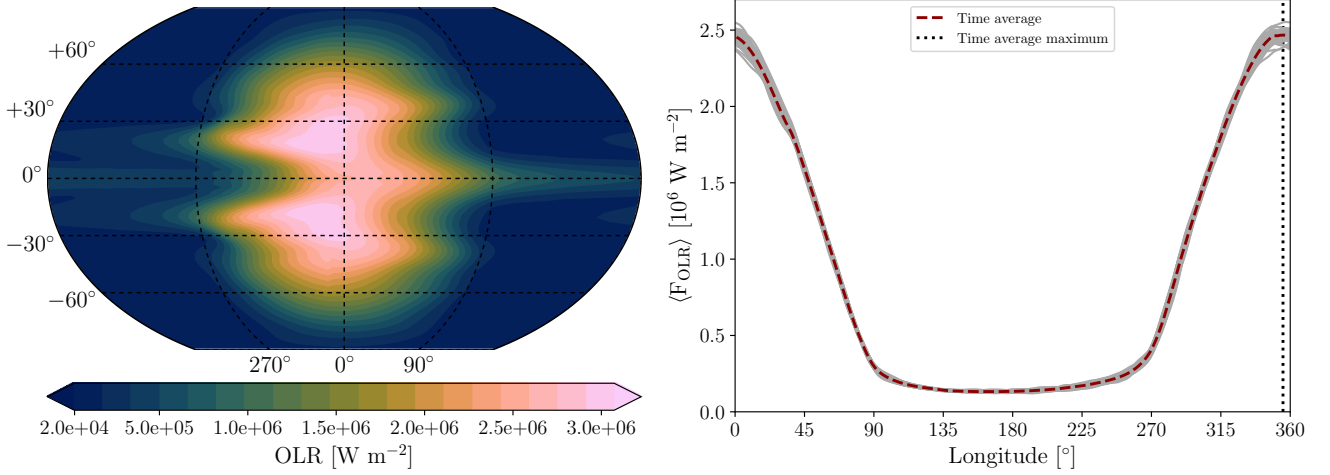 +60°
+30°
0°
−30°
−60°
270° 0° 90°
2.0e+04 5.0e+05 1.0e+06 1.5e+06 2.0e+06 2.5e+06 3.0e+06
OLR [W m⁻²]
Time average
Time average maximum
⟨F_OLR⟩ [10⁶ W m⁻²]
2.5
2.0
1.5
1.0
0.5
0.0
0 45 90 135 180 225 270 315 360
Longitude [°]